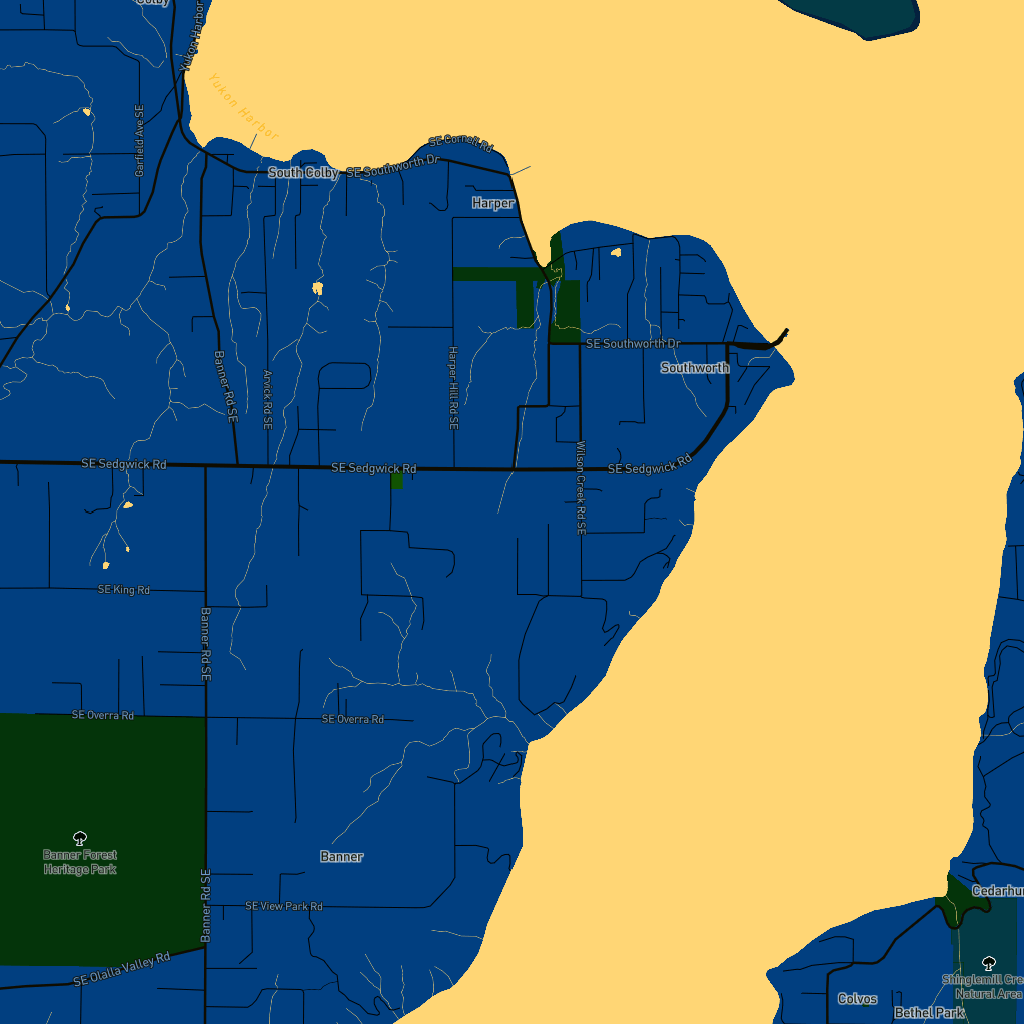 Colby
Yukon Harbor
Yukon Harbor
Garfield Ave SE
SE Cornell Rd
South Colby
SE Southworth Dr
Harper
SE Southworth Dr
Southworth
Banner Rd SE
Arvick Rd SE
Harper Hill Rd SE
SE Sedgwick Rd
SE Sedgwick Rd
SE Sedgwick Rd
Wilson Creek Rd SE
SE King Rd
Banner Rd SE
SE Overra Rd
SE Overra Rd
Banner Forest
Heritage Park
Banner
Banner Rd SE
SE View Park Rd
SE Olalla Valley Rd
Cedarhur
Shinglemill Cre
Natural Area
Colvos
Bethel Park